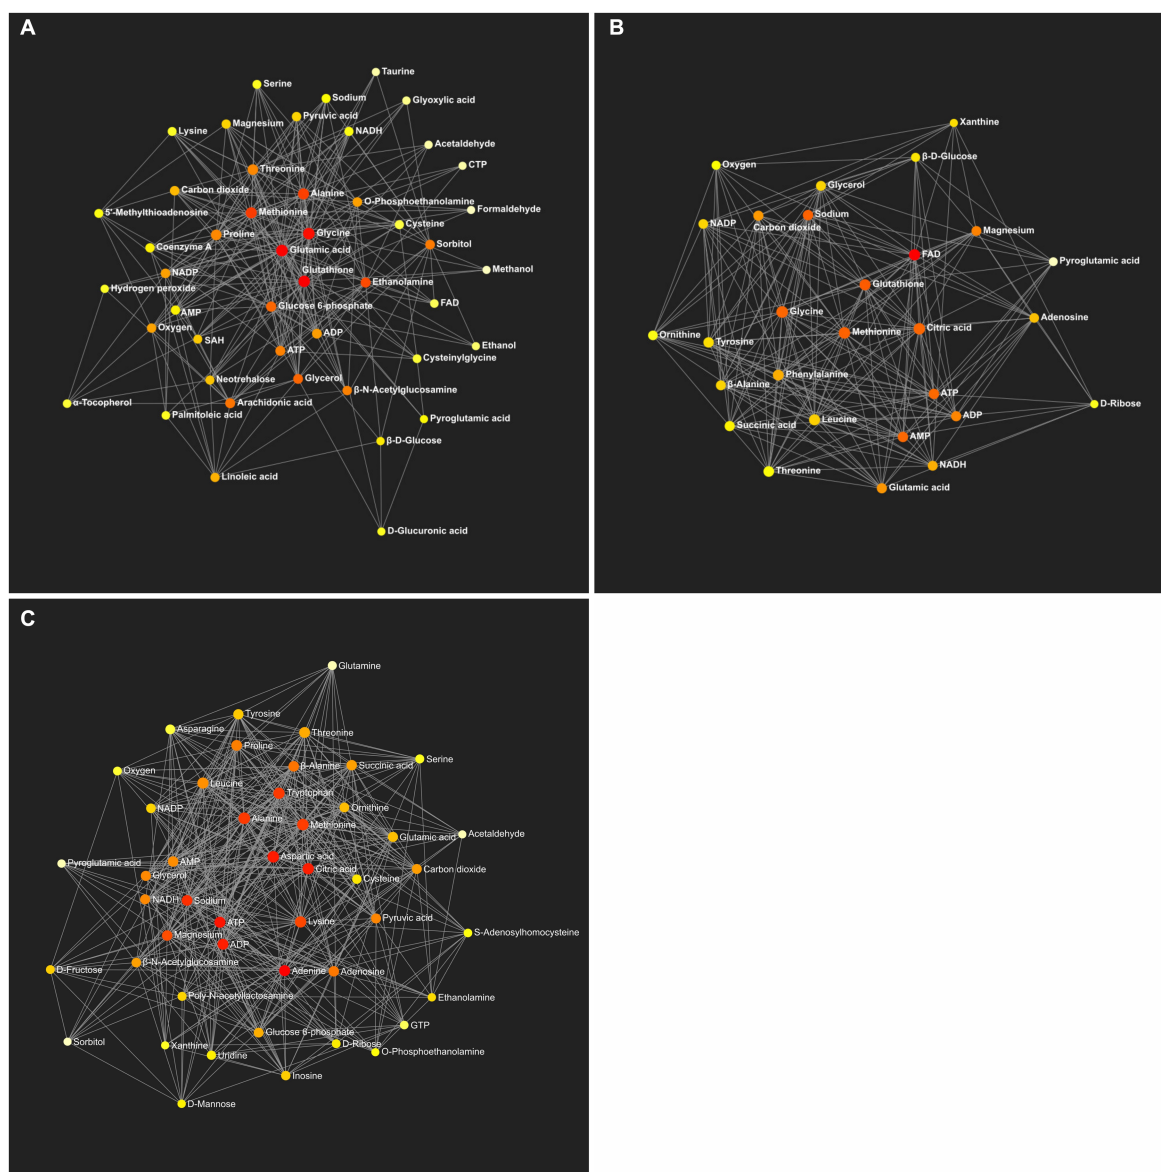 A
Taurine
Serine
Sodium
Glyoxylic acid
Magnesium
Pyruvic acid
Lysine
NADH
Acetaldehyde
CTP
Threonine
Carbon dioxide
Alanine
O-Phosphoethanolamine
Formaldehyde
5'-Methylthioadenosine
Methionine
Cysteine
Proline
Glycine
Sorbitol
Coenzyme A
Glutamic acid
Methanol
NADP
Glutathione
Ethanolamine
Hydrogen peroxide
FAD
AMP
Glucose 6-phosphate
Oxygen
SAH
ADP
Ethanol
ATP
Cysteinylglycine
Neotrehalose
Glycerol
β-N-Acetylglucosamine
α-Tocopherol
Arachidonic acid
Palmitoleic acid
Pyroglutamic acid
β-D-Glucose
Linoleic acid
D-Glucuronic acid
B
Xanthine
β-D-Glucose
Oxygen
Glycerol
NADP
Sodium
Carbon dioxide
Magnesium
FAD
Pyroglutamic acid
Glutathione
Glycine
Adenosine
Methionine
Citric acid
Ornithine
Tyrosine
Phenylalanine
β-Alanine
ATP
D-Ribose
ADP
Leucine
Succinic acid
AMP
NADH
Threonine
Glutamic acid
C
Glutamine
Tyrosine
Asparagine
Threonine
Proline
Serine
Oxygen
β-Alanine
Succinic acid
Leucine
Tryptophan
NADP
Ornithine
Alanine
Methionine
Acetaldehyde
Glutamic acid
Aspartic acid
Pyroglutamic acid
AMP
Citric acid
Carbon dioxide
Glycerol
Cysteine
NADH
Sodium
ATP
Lysine
Pyruvic acid
Magnesium
S-Adenosylhomocysteine
ADP
β-N-Acetylglucosamine
D-Fructose
Adenine
Adenosine
Poly-N-acetyllactosamine
Ethanolamine
GTP
Glucose 6-phosphate
Sorbitol
Xanthine
D-Ribose
Uridine
O-Phosphoethanolamine
Inosine
D-Mannose